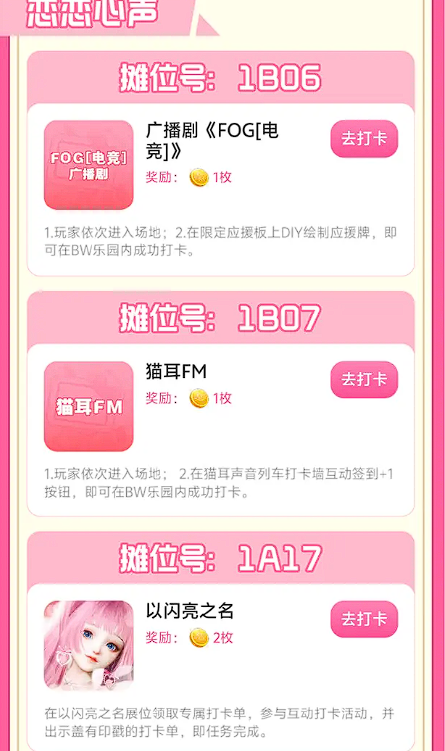 恋恋心声
摊位号：1B06
FOG[电竞]
广播剧
广播剧《FOG[电
竞]》
去打卡
奖励： 1枚
1.玩家依次进入场地；2.在限定应援板上DIY绘制应援牌，即
可在BW乐园内成功打卡。
摊位号：1B07
猫耳FM
猫耳FM
去打卡
奖励： 1枚
1.玩家依次进入场地； 2.在猫耳声音列车打卡墙互动签到+1
按钮，即可在BW乐园内成功打卡。
摊位号：1A17
以闪亮之名
去打卡
奖励： 2枚
在以闪亮之名展位领取专属打卡单，参与互动打卡活动，并
出示盖有印戳的打卡单，即任务完成。